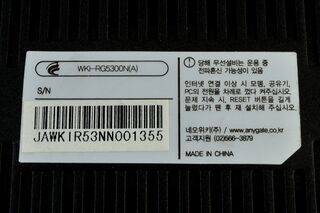 WKI-RG5300N(A)
S/N
JAWKIR53NN001355
당해 무선설비는 운용 중
전파혼신 가능성이 있음
인터넷 연결 이상 시 모뎀, 공유기,
PC의 전원을 차례로 껐다 켜주십시오.
문제 지속 시, RESET 버튼을 길게
눌렀다가 뗀 후 재 설치해 주십시오.
네오위키(주) / www.anygate.co.kr
고객지원 (02)566-3879
MADE IN CHINA